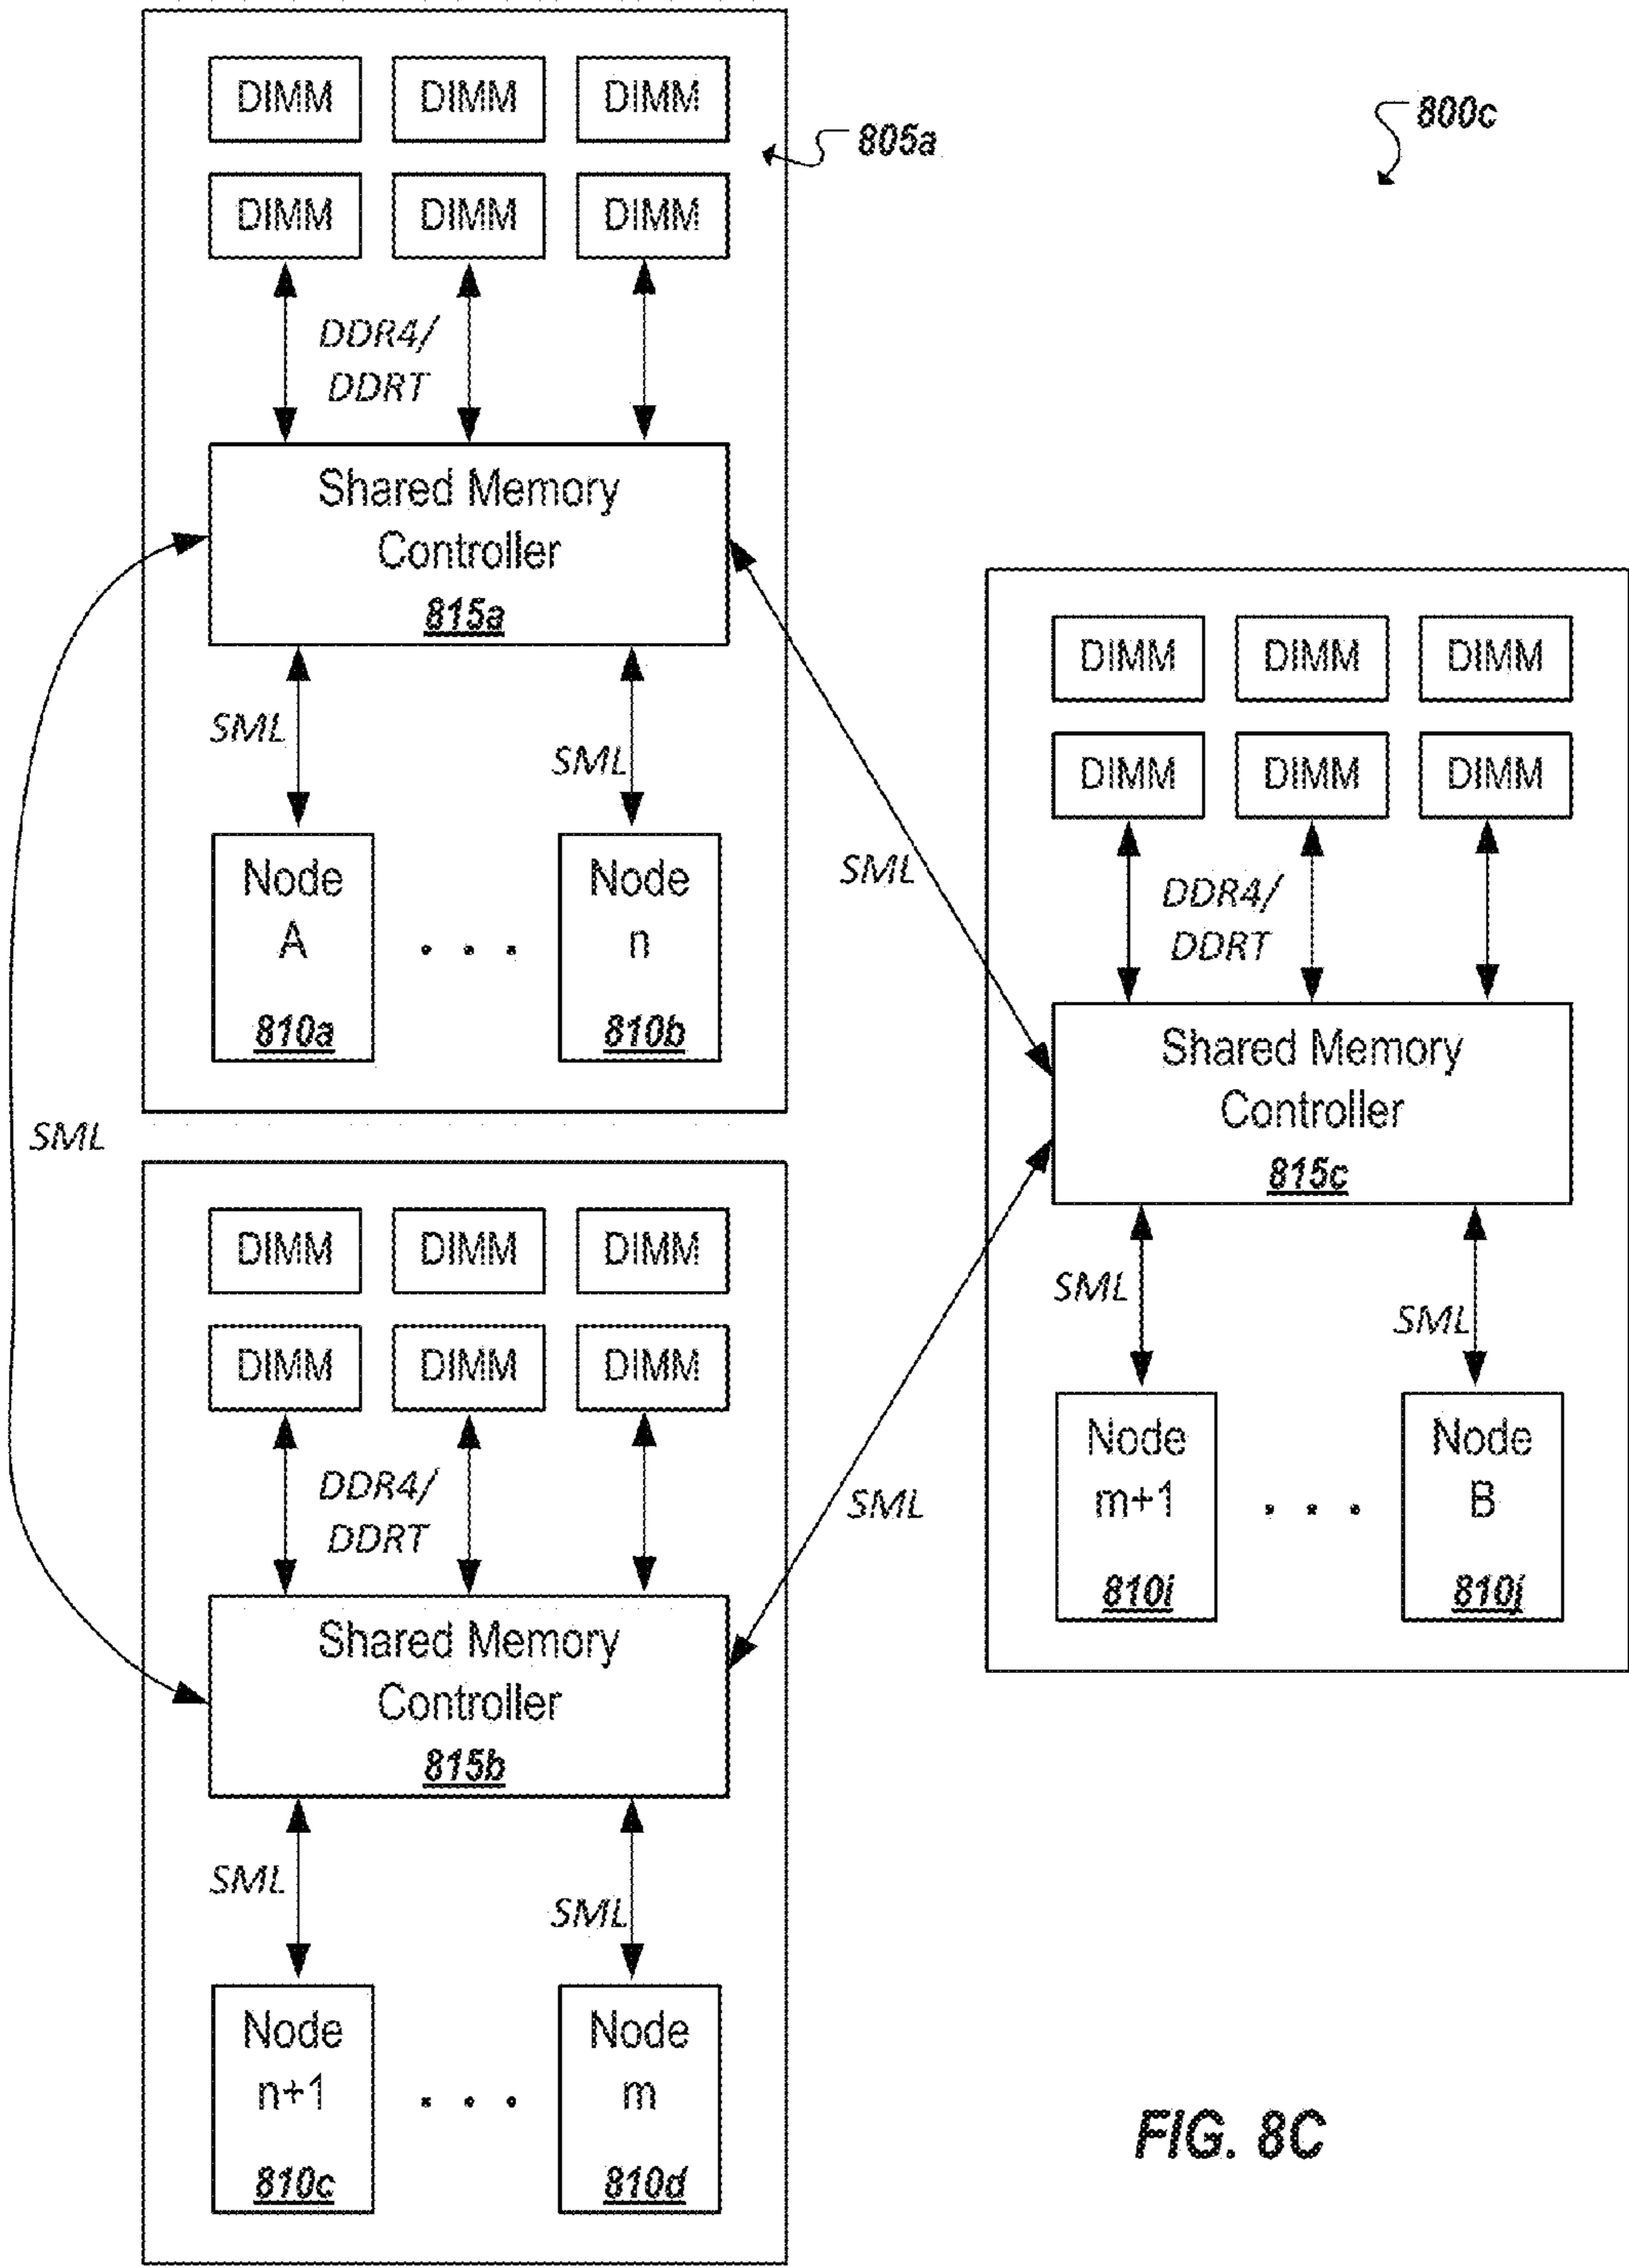 DIMM DIMM DIMM
805a
800c
DIMM DIMM DIMM
DDR4/
DDRT
Shared Memory
Controller
815a
SML
SML
Node
A
810a
. . .
Node
n
810b
SML
SML
DIMM DIMM DIMM
DIMM DIMM DIMM
DDR4/
DDRT
Shared Memory
Controller
815c
SML
SML
Node
m+1
810i
. . .
Node
B
810j
SML
DIMM DIMM DIMM
DIMM DIMM DIMM
DDR4/
DDRT
Shared Memory
Controller
815b
SML
SML
Node
n+1
810c
. . .
Node
m
810d
FIG. 8C